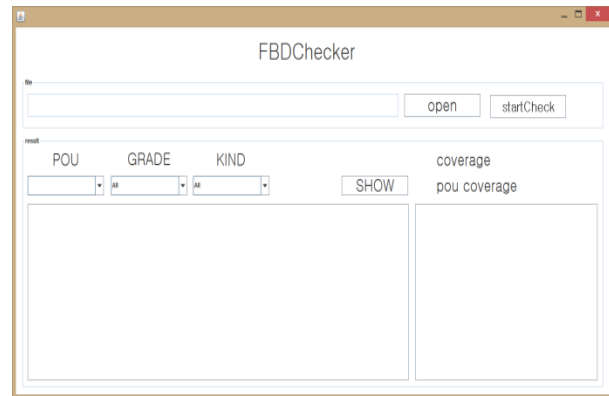 FBDChecker
file
open startCheck
result
POU GRADE KIND coverage
All All SHOW pou coverage